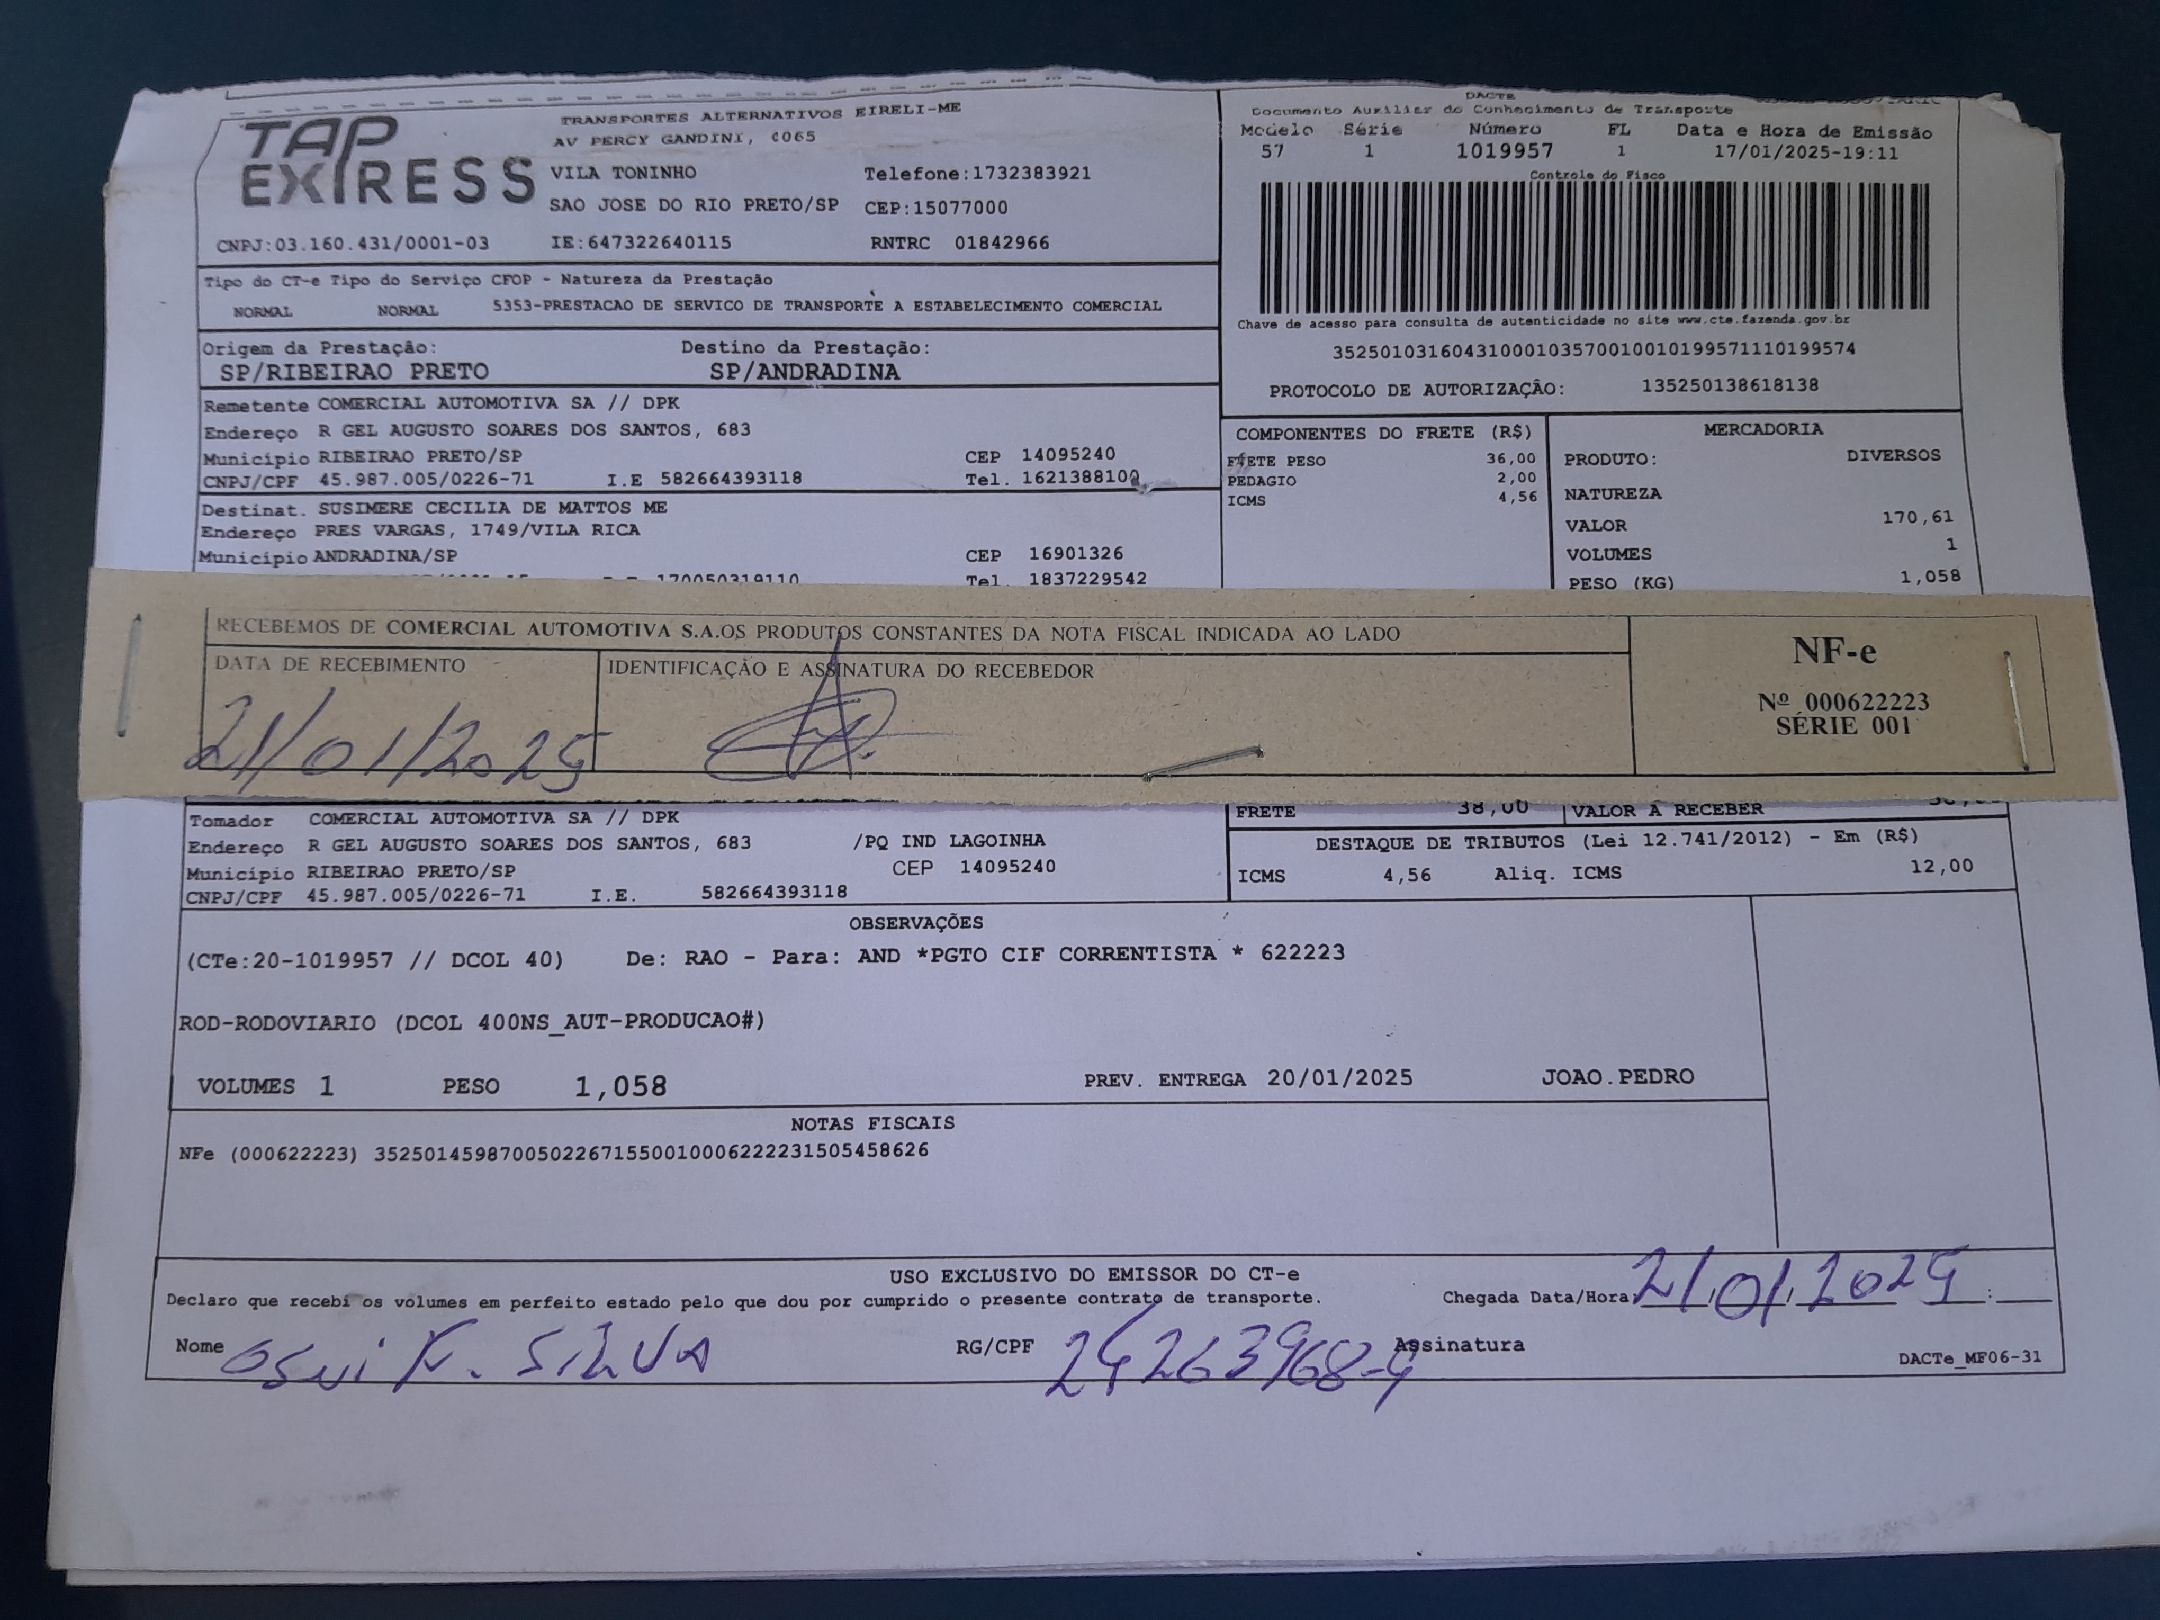 TAP EXPRESS
TRANSPORTES ALTERNATIVOS EIRELI-ME
AV PERCY GANDINI,
VILA TONINHO Telefone:1732383921
SAO JOSE DO RIO PRETO/SP CEP:15077000
CNPJ:03.160.431/0001-03 IE:647322640115 RNTRC 01842966
DACTE
Documento Auxiliar do Conhecimento de Transporte
Modelo Série Número FL Data e Hora de Emissão
57 1 1019957 1 17/01/2025-19:11
Controle do Fisco
Chave de acesso para consulta de autenticidade no site www.cte.fazenda.gov.br
35250103160431000103570010010199571110199574
PROTOCOLO DE AUTORIZAÇÃO: 135250138618138
Tipo do CT-e Tipo do Serviço CFOP - Natureza da Prestação
NORMAL NORMAL 5353-PRESTACAO DE SERVICO DE TRANSPORTE A ESTABELECIMENTO COMERCIAL
Origem da Prestação: Destino da Prestação:
SP/RIBEIRAO PRETO SP/ANDRADINA
Remetente COMERCIAL AUTOMOTIVA SA // DPK
Endereço R GEL AUGUSTO SOARES DOS SANTOS, 683
Município RIBEIRAO PRETO/SP CEP 14095240
CNPJ/CPF 45.987.005/0226-71 I.E 582664393118 Tel. 1621388100
Destinat. SUSIMERE CECILIA DE MATTOS ME
Endereço PRES VARGAS, 1749/VILA RICA
Município ANDRADINA/SP CEP 16901326
170050319110 Tel. 1837229542
COMPONENTES DO FRETE (R$)
FRETE PESO 36,00
PEDAGIO 2,00
ICMS 4,56
MERCADORIA
PRODUTO: DIVERSOS
NATUREZA
VALOR 170,61
VOLUMES 1
PESO (KG) 1,058
RECEBEMOS DE COMERCIAL AUTOMOTIVA S.A.OS PRODUTOS CONSTANTES DA NOTA FISCAL INDICADA AO LADO
DATA DE RECEBIMENTO IDENTIFICAÇÃO E ASSINATURA DO RECEBEDOR
21/01/2025
NF-e
Nº 000622223
SÉRIE 001
FRETE 38,00 VALOR A RECEBER
Tomador COMERCIAL AUTOMOTIVA SA // DPK
Endereço R GEL AUGUSTO SOARES DOS SANTOS, 683 /PQ IND LAGOINHA
Município RIBEIRAO PRETO/SP CEP 14095240
CNPJ/CPF 45.987.005/0226-71 I.E. 582664393118
DESTAQUE DE TRIBUTOS (Lei 12.741/2012) - Em (R$)
ICMS 4,56 Aliq. ICMS 12,00
OBSERVAÇÕES
(CTe:20-1019957 // DCOL 40) De: RAO - Para: AND *PGTO CIF CORRENTISTA * 622223
ROD-RODOVIARIO (DCOL 400NS_AUT-PRODUCAO#)
VOLUMES 1 PESO 1,058 PREV. ENTREGA 20/01/2025 JOAO.PEDRO
NOTAS FISCAIS
NFe (000622223) 35250145987005022671550010006222231505458626
USO EXCLUSIVO DO EMISSOR DO CT-e
Declaro que recebi os volumes em perfeito estado pelo que dou por cumprido o presente contrato de transporte. Chegada Data/Hora 21/01/2025 :
Nome SILVA RG/CPF 24263968-9 Assinatura
DACTe_MF06-31